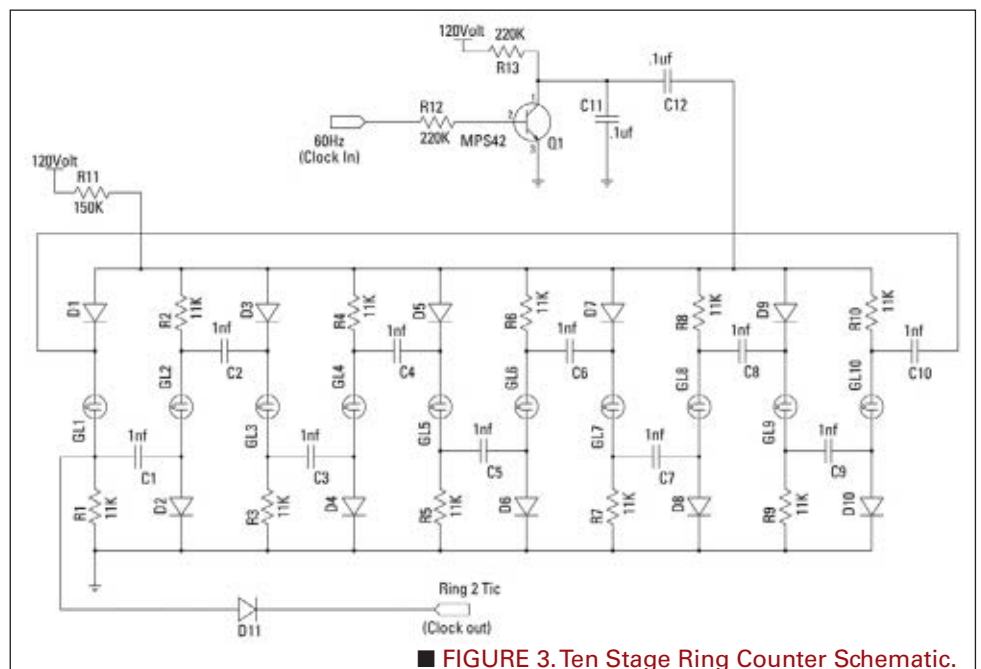 120Volt
220K
R13
.1uf
C12
C11
.1uf
R12
220K
MPS42
1
2
3
Q1
60Hz
(Clock In)
120Volt
R11
150K
D1
R2
11K
D3
R4
11K
D5
R6
11K
D7
R8
11K
D9
R10
11K
1nf
C2
1nf
C4
1nf
C6
1nf
C8
1nf
C10
GL1
GL2
GL3
GL4
GL5
GL6
GL7
GL8
GL9
GL10
1nf
C1
1nf
C3
1nf
C5
1nf
C7
1nf
C9
R1
11K
D2
R3
11K
D4
R5
11K
D6
R7
11K
D8
R9
11K
D10
D11
Ring 2 Tic
(Clock out)
■ FIGURE 3. Ten Stage Ring Counter Schematic.